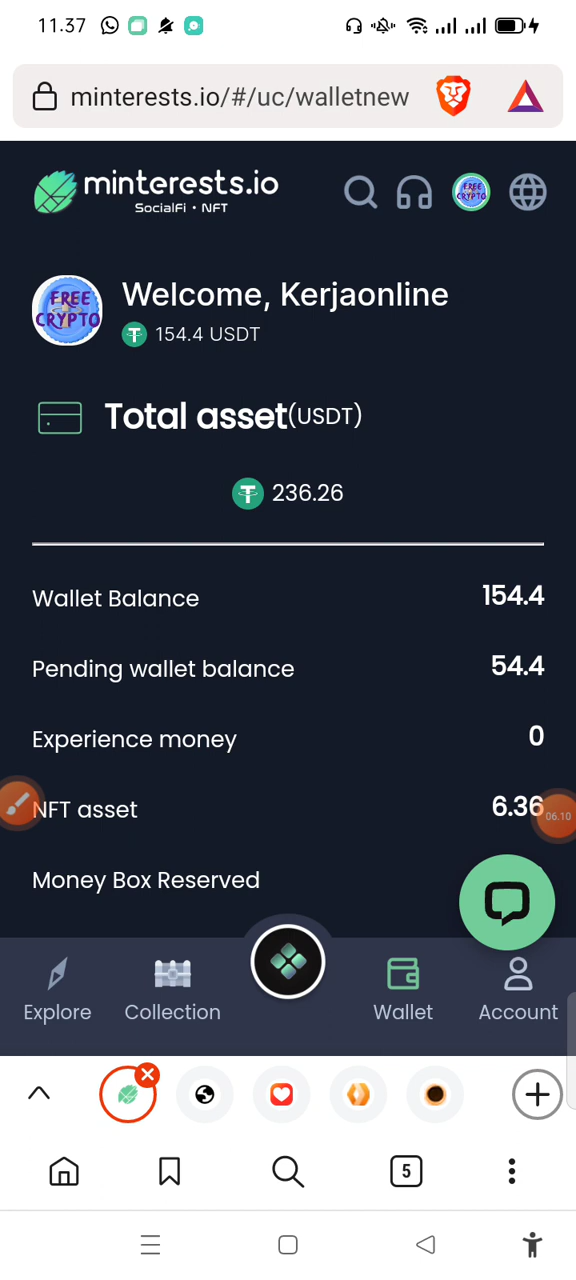 11.37
minterests.io/#/uc/walletnew
minterests.io
SocialFi • NFT
FREE CRYPTO
FREE CRYPTO
Welcome, Kerjaonline
154.4 USDT
Total asset(USDT)
236.26
Wallet Balance 154.4
Pending wallet balance 54.4
Experience money 0
NFT asset 6.36
06.10
Money Box Reserved
Explore Collection Wallet Account
5